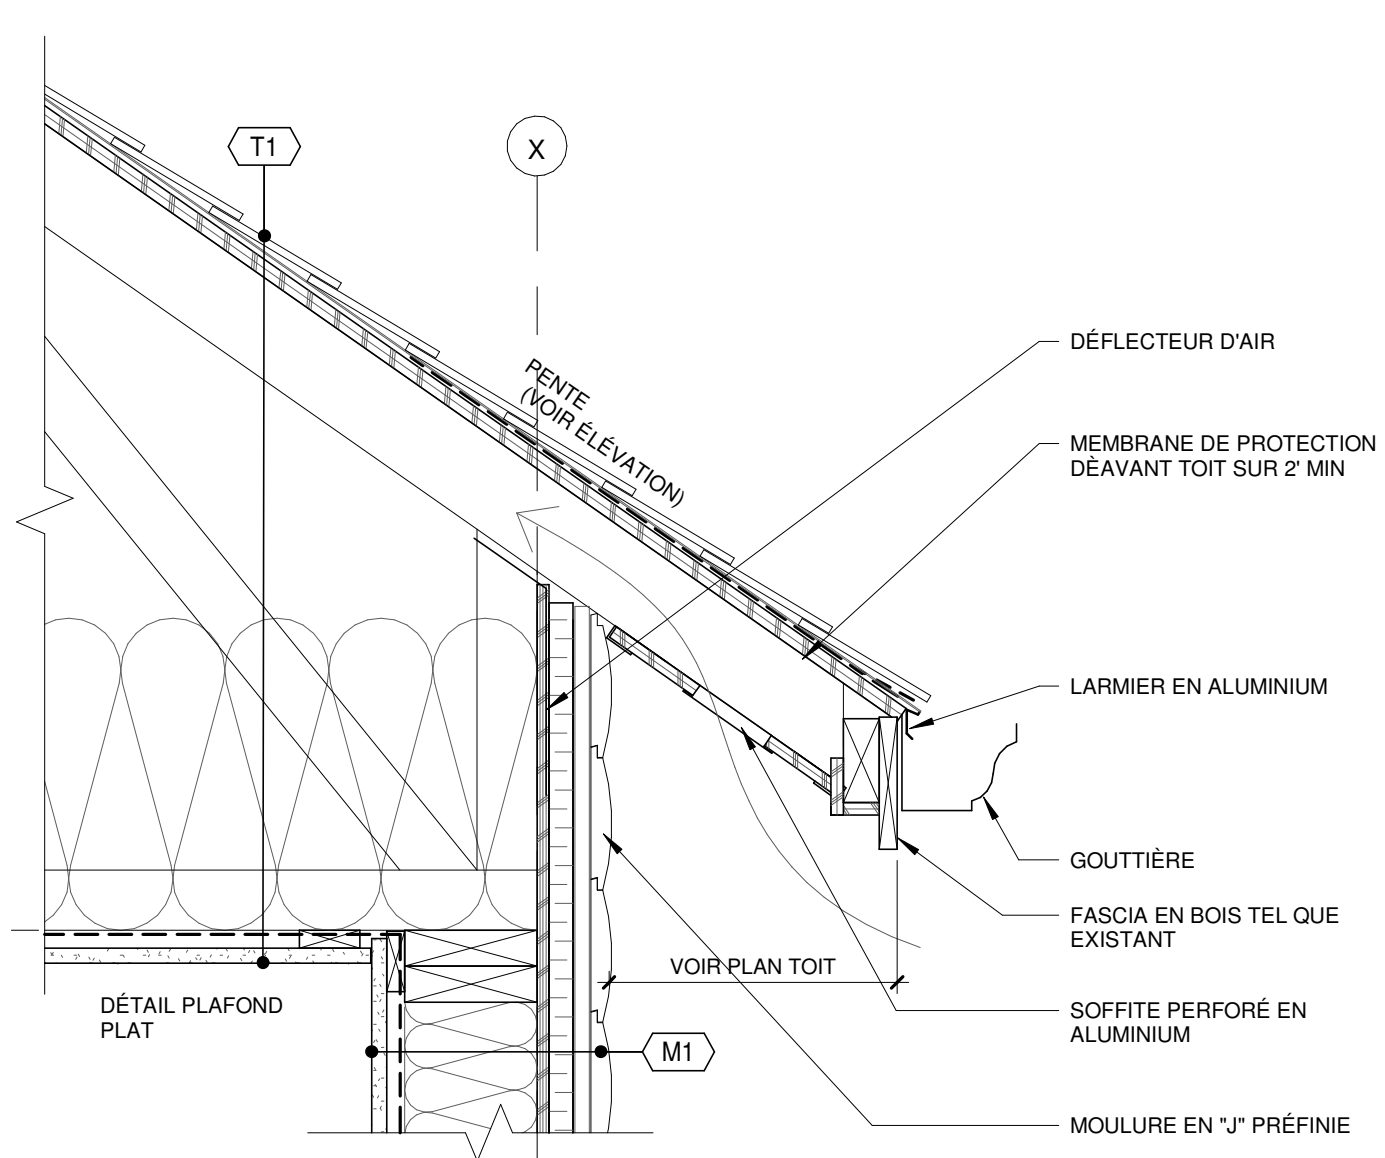 T1
X
PENTE
(VOIR ÉLÉVATION)
DÉFLECTEUR D'AIR
MEMBRANE DE PROTECTION
DÈAVANT TOIT SUR 2' MIN
LARMIER EN ALUMINIUM
GOUTTIÈRE
FASCIA EN BOIS TEL QUE
EXISTANT
VOIR PLAN TOIT
SOFFITE PERFORÉ EN
ALUMINIUM
DÉTAIL PLAFOND
PLAT
M1
MOULURE EN "J" PRÉFINIE